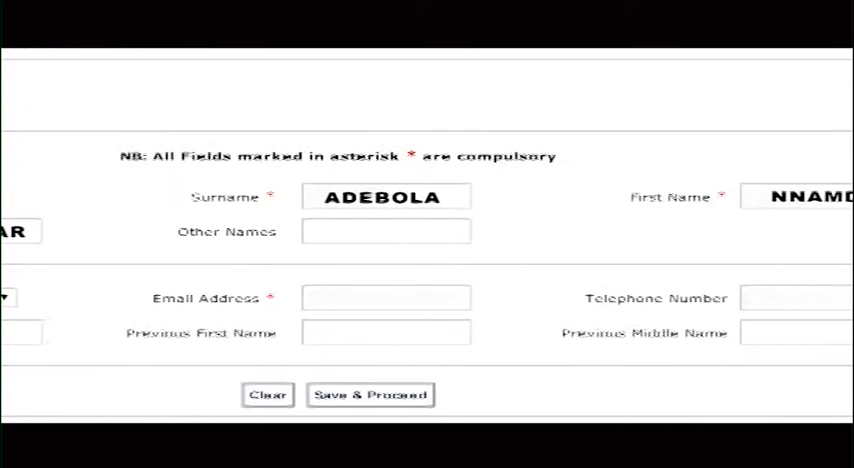 NB: All Fields marked in asterisk * are compulsory
Surname * ADEBOLA First Name * NNAMD
AR Other Names
Email Address * Telephone Number
Previous First Name Previous Middle Name
Clear Save & Proceed